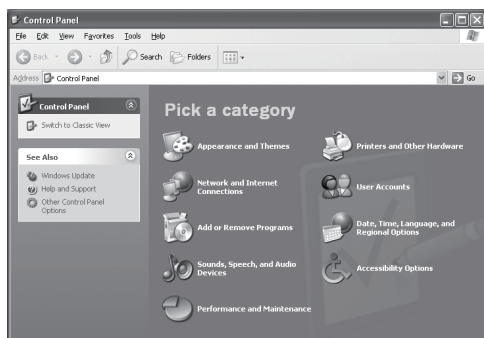 Control Panel
File Edit View Favorites Tools Help
Back Search Folders
Address Control Panel Go
Control Panel
Switch to Classic View
See Also
Windows Update
Help and Support
Other Control Panel
Options
Pick a category
Appearance and Themes
Printers and Other Hardware
Network and Internet
Connections
User Accounts
Add or Remove Programs
Date, Time, Language, and
Regional Options
Sounds, Speech, and Audio
Devices
Accessibility Options
Performance and Maintenance